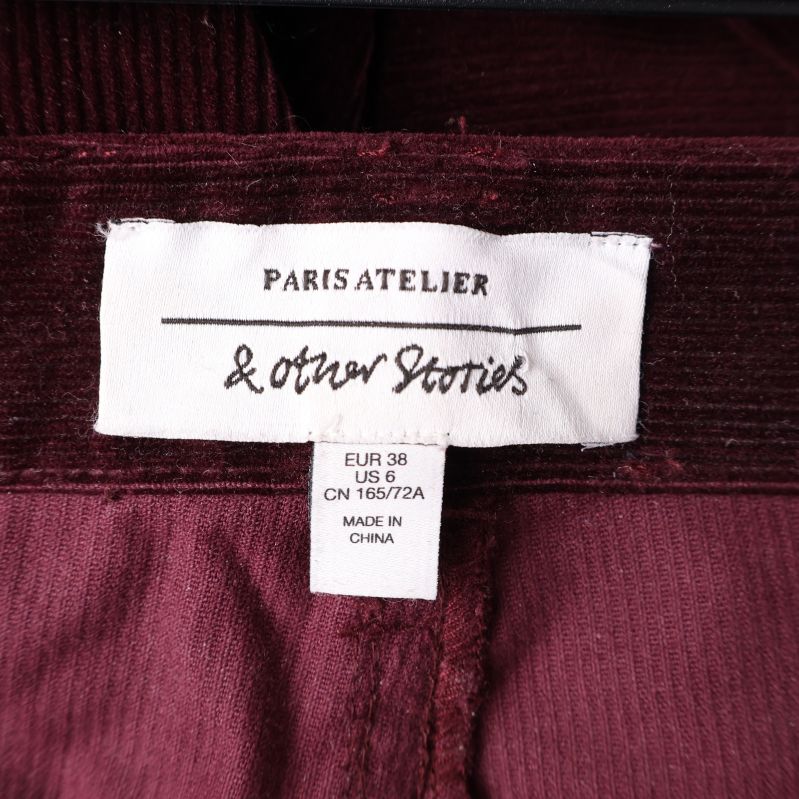 PARIS ATELIER
& other Stories
EUR 38
US 6
CN 165/72A
MADE IN
CHINA